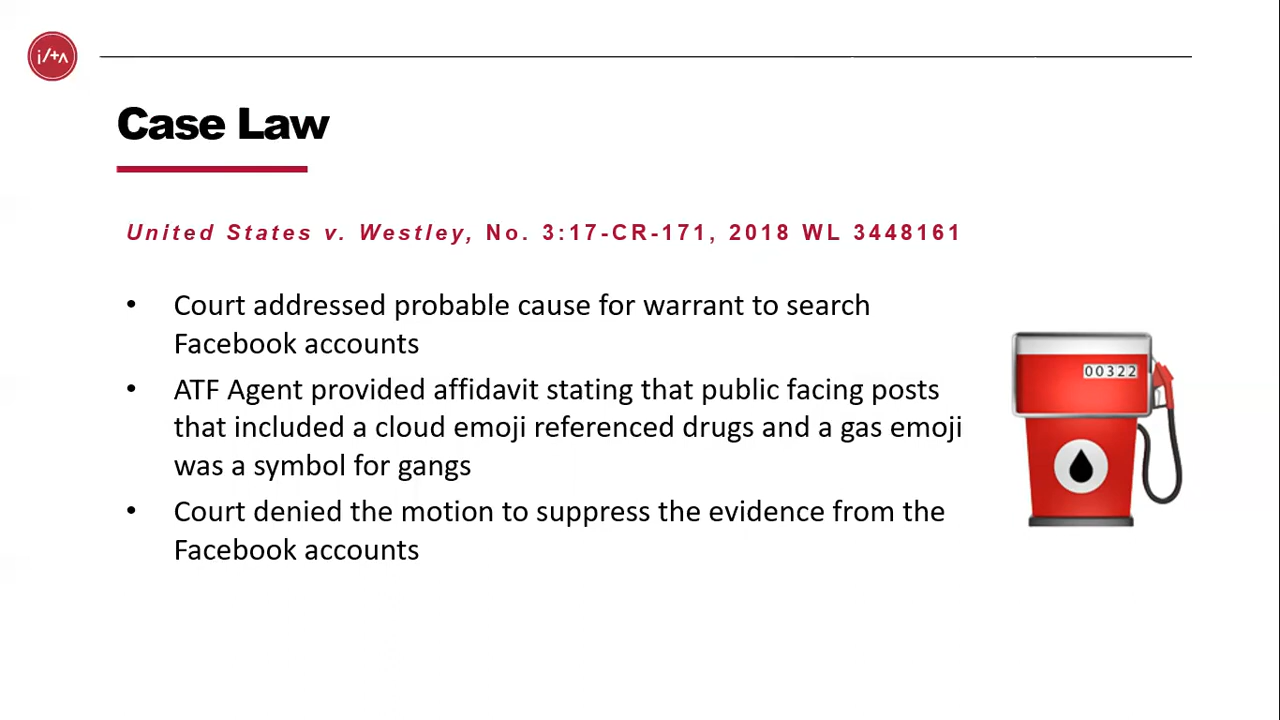 i/+ʌ
Case Law
United States v. Westley, No. 3:17-CR-171, 2018 WL 3448161
• Court addressed probable cause for warrant to search
Facebook accounts
• ATF Agent provided affidavit stating that public facing posts
that included a cloud emoji referenced drugs and a gas emoji
was a symbol for gangs
• Court denied the motion to suppress the evidence from the
Facebook accounts
00322